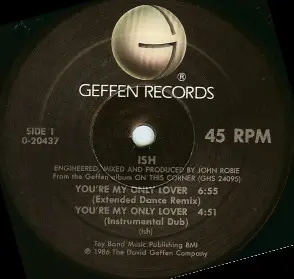 GEFFEN RECORDS
®
SIDE 1
0-20437
45 RPM
ISH
ENGINEERED, MIXED AND PRODUCED BY JOHN ROBIE
From the Geffen album ON THIS CORNER (GHS 24095)
YOU'RE MY ONLY LOVER 6:55
(Extended Dance Remix)
YOU'RE MY ONLY LOVER 4:51
(Instrumental Dub)
(Ish)
Toy Band Music Publishing BMI
© 1986 The David Geffen Company